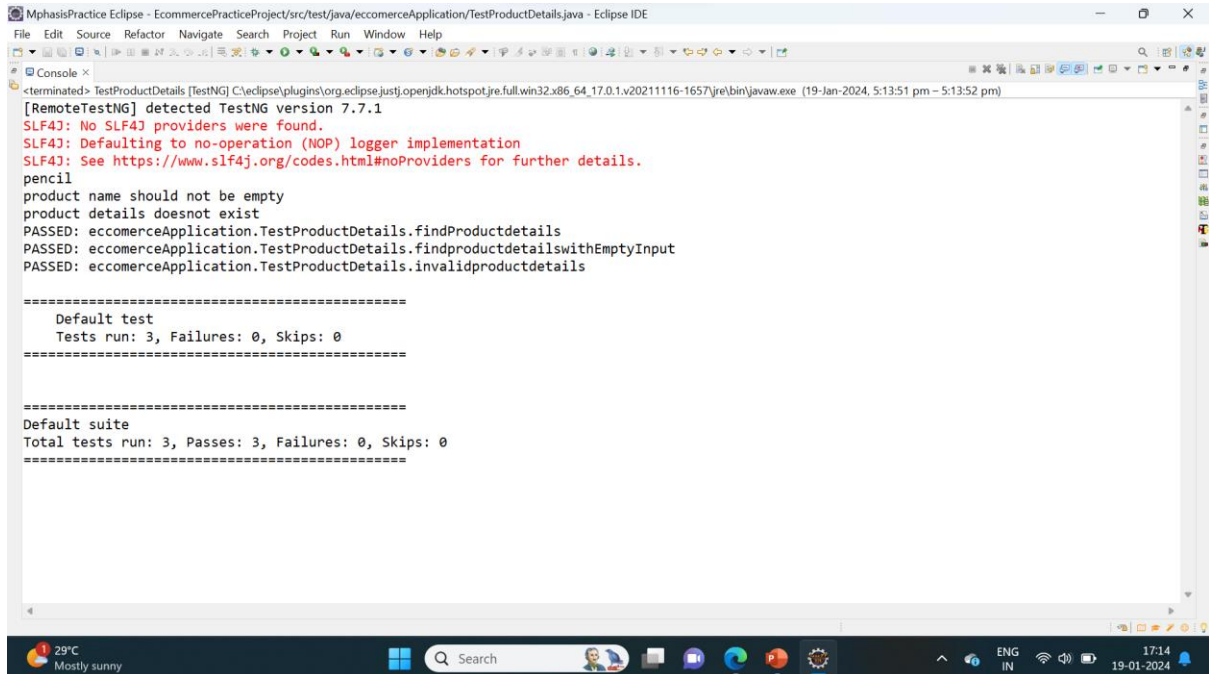 MphasisPractice Eclipse - EcommercePracticeProject/src/test/java/eccomerceApplication/TestProductDetails.java - Eclipse IDE
File Edit Source Refactor Navigate Search Project Run Window Help
Console
<terminated> TestProductDetails [TestNG] C:\eclipse\plugins\org.eclipse.justj.openjdk.hotspot.jre.full.win32.x86_64_17.0.1.v20211116-1657\jre\bin\javaw.exe (19-Jan-2024, 5:13:51 pm – 5:13:52 pm)
[RemoteTestNG] detected TestNG version 7.7.1
SLF4J: No SLF4J providers were found.
SLF4J: Defaulting to no-operation (NOP) logger implementation
SLF4J: See https://www.slf4j.org/codes.html#noProviders for further details.
pencil
product name should not be empty
product details doesnot exist
PASSED: eccomerceApplication.TestProductDetails.findProductdetails
PASSED: eccomerceApplication.TestProductDetails.findproductdetailswithEmptyInput
PASSED: eccomerceApplication.TestProductDetails.invalidproductdetails
===============================================
Default test
Tests run: 3, Failures: 0, Skips: 0
===============================================
===============================================
Default suite
Total tests run: 3, Passes: 3, Failures: 0, Skips: 0
===============================================
1
29°C
Mostly sunny
Search
ENG
IN
17:14
19-01-2024